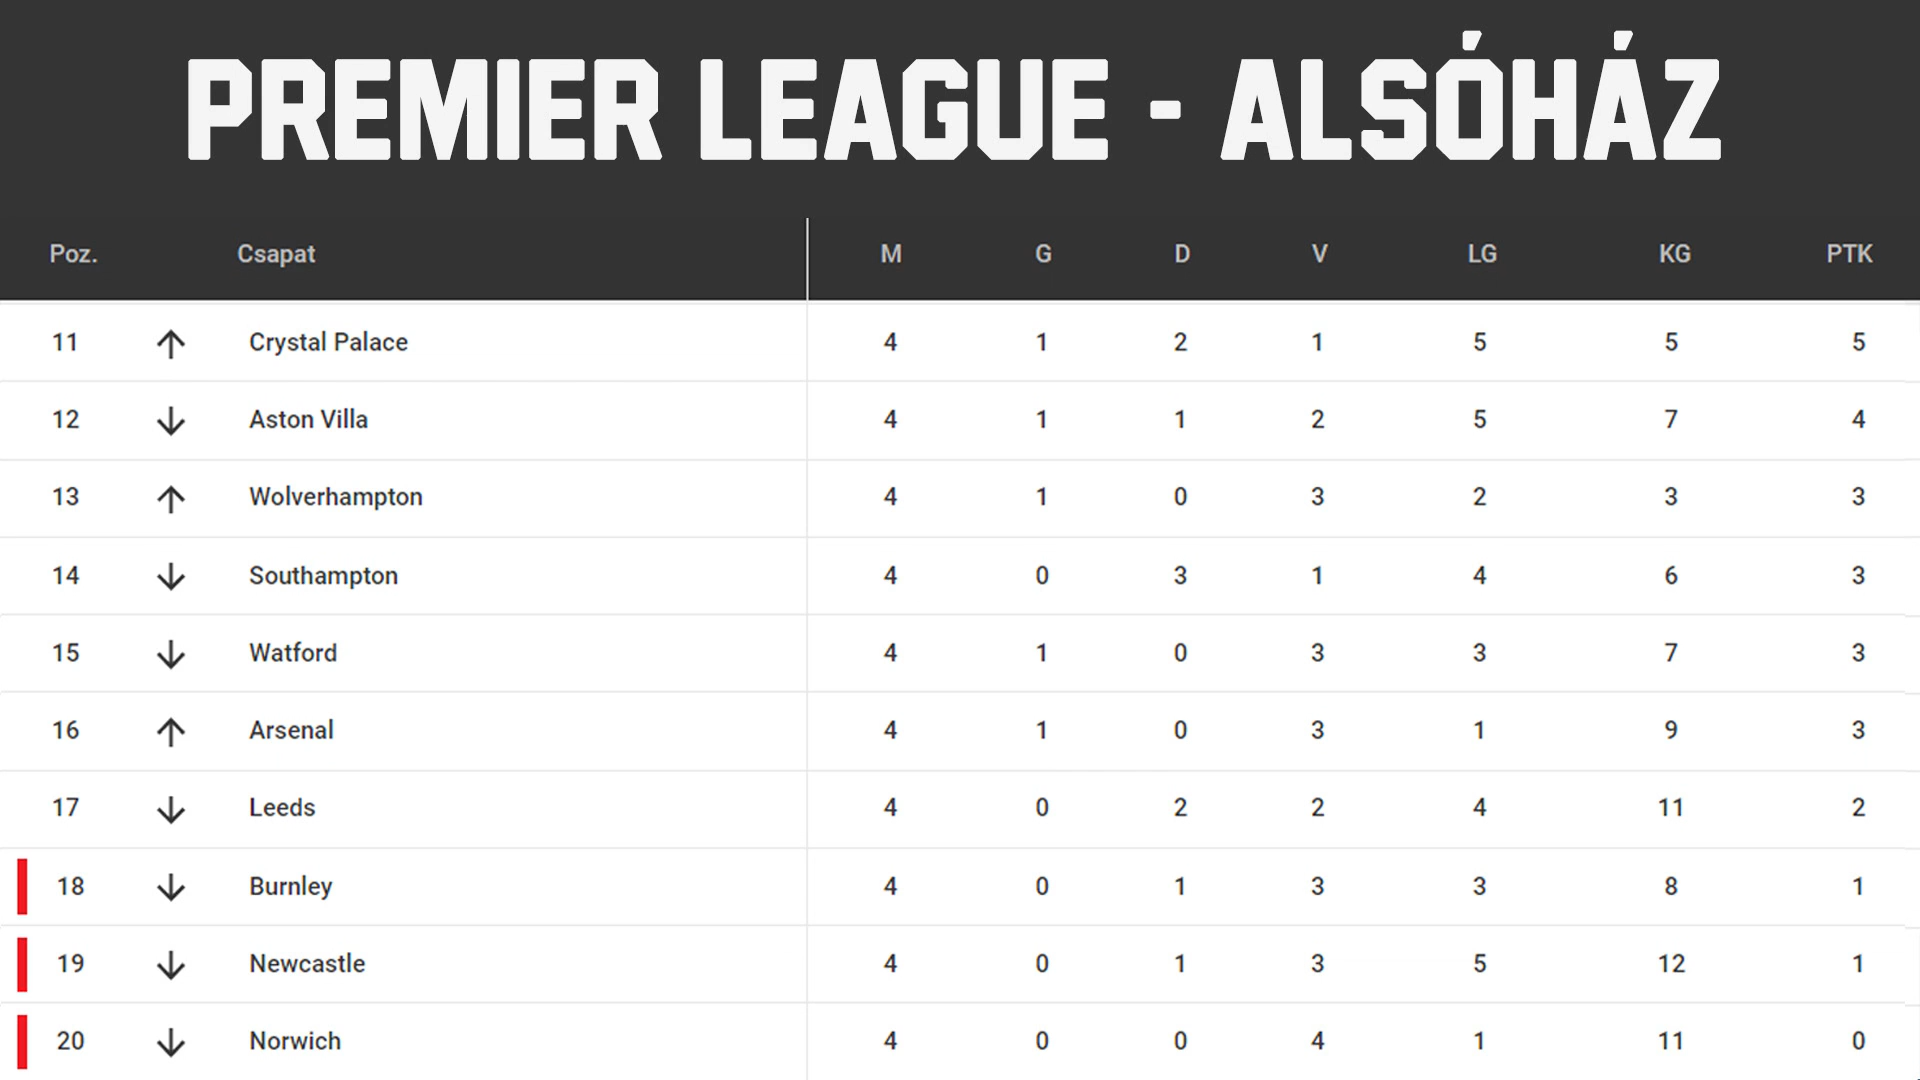 PREMIER LEAGUE - ALSÓHÁZ
Poz. Csapat M G D V LG KG PTK
11 ↑ Crystal Palace 4 1 2 1 5 5 5
12 ↓ Aston Villa 4 1 1 2 5 7 4
13 ↑ Wolverhampton 4 1 0 3 2 3 3
14 ↓ Southampton 4 0 3 1 4 6 3
15 ↓ Watford 4 1 0 3 3 7 3
16 ↑ Arsenal 4 1 0 3 1 9 3
17 ↓ Leeds 4 0 2 2 4 11 2
18 ↓ Burnley 4 0 1 3 3 8 1
19 ↓ Newcastle 4 0 1 3 5 12 1
20 ↓ Norwich 4 0 0 4 1 11 0